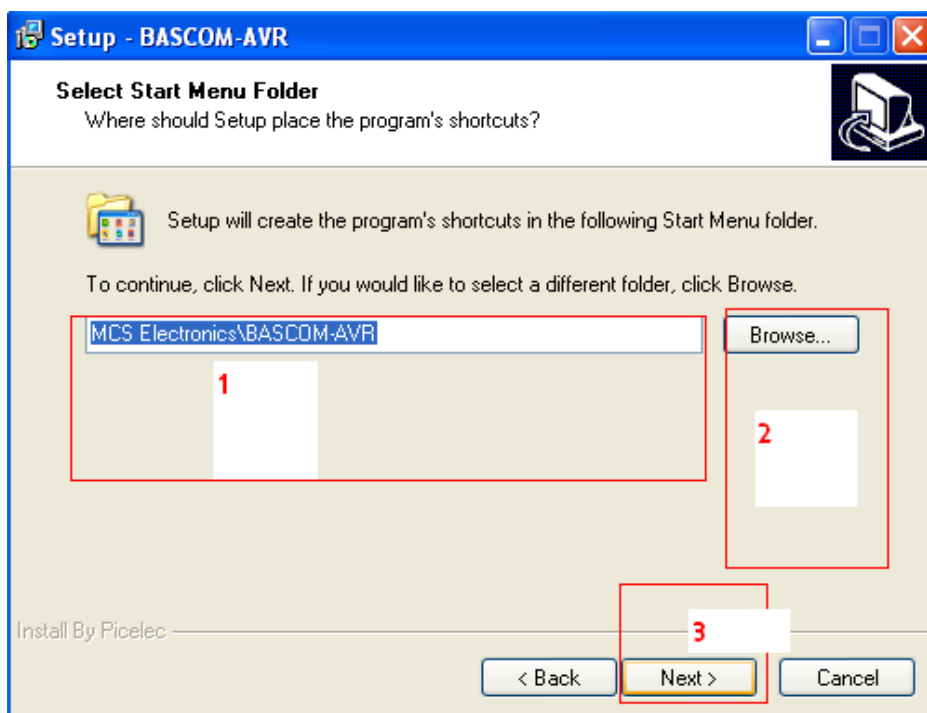 Setup - BASCOM-AVR
Select Start Menu Folder
Where should Setup place the program's shortcuts?
Setup will create the program's shortcuts in the following Start Menu folder.
To continue, click Next. If you would like to select a different folder, click Browse.
MCS Electronics\BASCOM-AVR
Browse...
1
2
3
Install By Picelec
< Back
Next >
Cancel